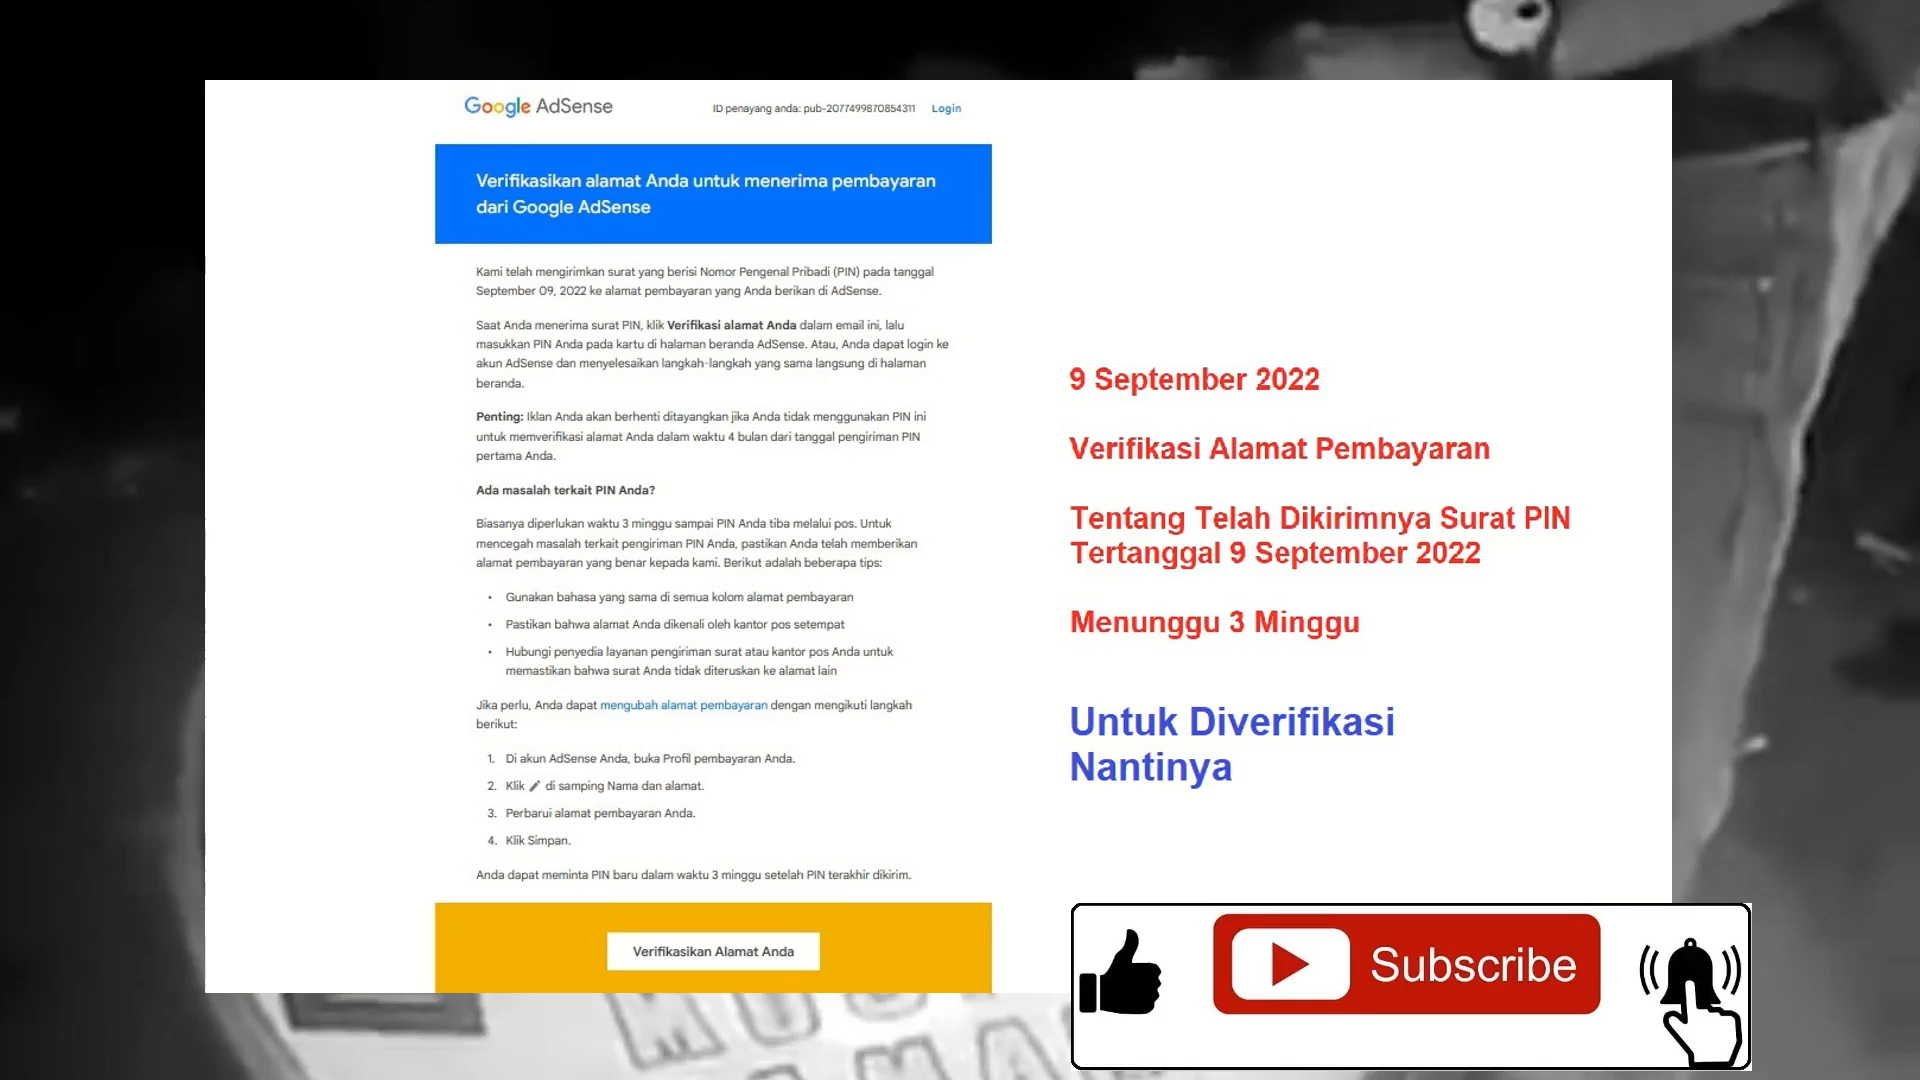 Google AdSense
ID penayang anda: pub-2077499870854311 Login
Verifikasikan alamat Anda untuk menerima pembayaran
dari Google AdSense
Kami telah mengirimkan surat yang berisi Nomor Pengenal Pribadi (PIN) pada tanggal
September 09, 2022 ke alamat pembayaran yang Anda berikan di AdSense.
Saat Anda menerima surat PIN, klik Verifikasi alamat Anda dalam email ini, lalu
masukkan PIN Anda pada kartu di halaman beranda AdSense. Atau, Anda dapat login ke
akun AdSense dan menyelesaikan langkah-langkah yang sama langsung di halaman
beranda.
Penting: Iklan Anda akan berhenti ditayangkan jika Anda tidak menggunakan PIN ini
untuk memverifikasi alamat Anda dalam waktu 4 bulan dari tanggal pengiriman PIN
pertama Anda.
Ada masalah terkait PIN Anda?
Biasanya diperlukan waktu 3 minggu sampai PIN Anda tiba melalui pos. Untuk
mencegah masalah terkait pengiriman PIN Anda, pastikan Anda telah memberikan
alamat pembayaran yang benar kepada kami. Berikut adalah beberapa tips:
• Gunakan bahasa yang sama di semua kolom alamat pembayaran
• Pastikan bahwa alamat Anda dikenali oleh kantor pos setempat
• Hubungi penyedia layanan pengiriman surat atau kantor pos Anda untuk
memastikan bahwa surat Anda tidak diteruskan ke alamat lain
Jika perlu, Anda dapat mengubah alamat pembayaran dengan mengikuti langkah
berikut:
1. Di akun AdSense Anda, buka Profil pembayaran Anda.
2. Klik di samping Nama dan alamat.
3. Perbarui alamat pembayaran Anda.
4. Klik Simpan.
Anda dapat meminta PIN baru dalam waktu 3 minggu setelah PIN terakhir dikirim.
Verifikasikan Alamat Anda
9 September 2022
Verifikasi Alamat Pembayaran
Tentang Telah Dikirimnya Surat PIN
Tertanggal 9 September 2022
Menunggu 3 Minggu
Untuk Diverifikasi
Nantinya
Subscribe